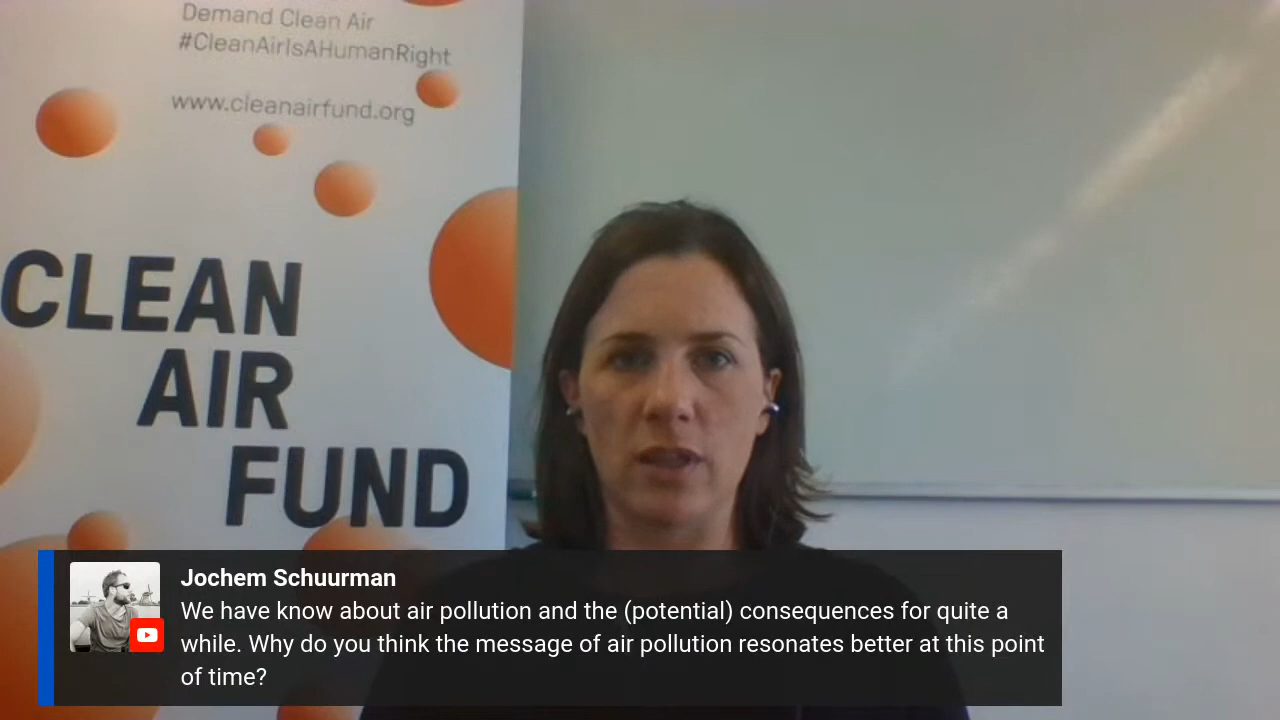 Demand Clean Air
#CleanAirIsAHumanRight
www.cleanairfund.org
CLEAN
AIR
FUND
Jochem Schuurman
We have know about air pollution and the (potential) consequences for quite a
while. Why do you think the message of air pollution resonates better at this point
of time?